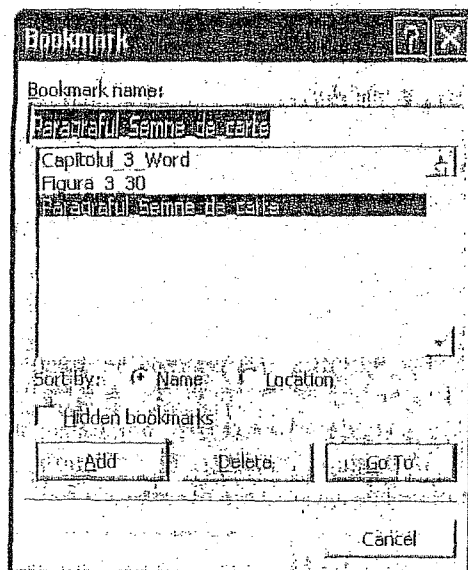 Bookmark
Bookmark name:
Paragraful_Semne_de_carte
Capitolul_3_Word
Figura_3_30
Paragraful_Semne_de_carte
Sort by: Name Location
Hidden bookmarks
Add Delete Go To
Cancel